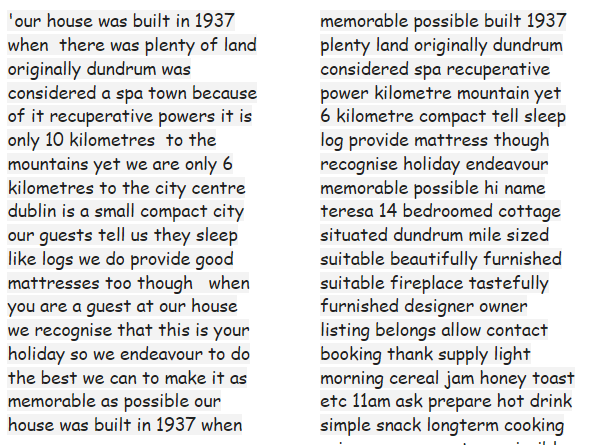 'our house was built in 1937
when  there was plenty of land
originally dundrum was
considered a spa town because
of it recuperative powers it is
only 10 kilometres  to the
mountains yet we are only 6
kilometres to the city centre
dublin is a small compact city
our guests tell us they sleep
like logs we do provide good
mattresses too though   when
you are a guest at our house
we recognise that this is your
holiday so we endeavour to do
the best we can to make it as
memorable as possible our
house was built in 1937 when
memorable possible built 1937
plenty land originally dundrum
considered spa recuperative
power kilometre mountain yet
6 kilometre compact tell sleep
log provide mattress though
recognise holiday endeavour
memorable possible hi name
teresa 14 bedroomed cottage
situated dundrum mile sized
suitable beautifully furnished
suitable fireplace tastefully
furnished designer owner
listing belongs allow contact
booking thank supply light
morning cereal jam honey toast
etc 11am ask prepare hot drink
simple snack longterm cooking